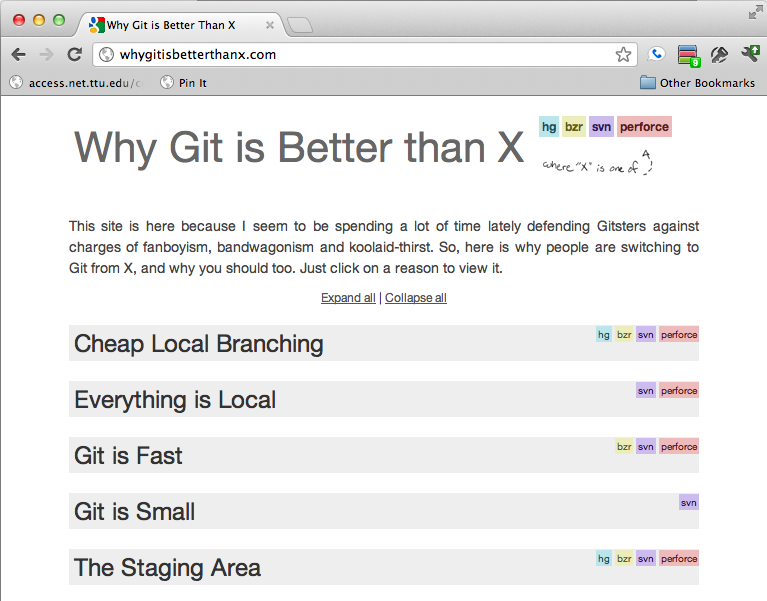 Why Git is Better Than X
whygitisbetterthanx.com
9
access.net.ttu.edu/c
Pin It
Other Bookmarks
Why Git is Better than X
hg bzr svn perforce
where "X" is one of
This site is here because I seem to be spending a lot of time lately defending Gitsters against
charges of fanboyism, bandwagonism and koolaid-thirst. So, here is why people are switching to
Git from X, and why you should too. Just click on a reason to view it.
Expand all | Collapse all
Cheap Local Branching hg bzr svn perforce
Everything is Local svn perforce
Git is Fast bzr svn perforce
Git is Small svn
The Staging Area hg bzr svn perforce